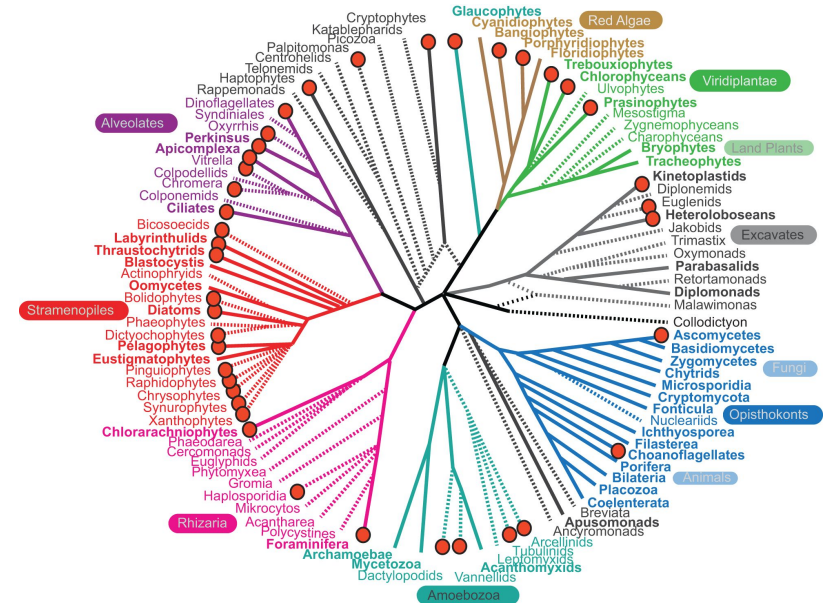 Glaucophytes
Cyanidiophytes
Bangiophytes
Porphyridiophytes
Floridiophytes
Red Algae
Trebouxiophytes
Chlorophyceans
Ulvophytes
Viridiplantae
Prasinophytes
Mesostigma
Zygnemophyceans
Charophyceans
Bryophytes
Land Plants
Tracheophytes
Kinetoplastids
Diplonemids
Euglenids
Heteroloboseans
Jakobids
Excavates
Trimastix
Oxymonads
Parabasalids
Retortamonads
Diplomonads
Malawimonas
Collodictyon
Ascomycetes
Basidiomycetes
Zygomycetes
Fungi
Chytrids
Microsporidia
Cryptomycota
Fonticula
Opisthokonts
Nucleariids
Ichthyosporea
Filasterea
Choanoflagellates
Porifera
Bilateria
Animals
Placozoa
Coelenterata
Breviata
Apusomonads
Ancyromonads
Arcellinids
Tubulinids
Leptomyxids
Acanthomyxids
Vannellids
Amoebozoa
Dactylopodids
Mycetozoa
Archamoebae
Foraminifera
Polycystines
Acantharea
Rhizaria
Mikrocytos
Haplosporidia
Gromia
Phytomyxea
Euglyphids
Cercomonads
Phaeodarea
Chlorarachniophytes
Xanthophytes
Synurophytes
Chrysophytes
Raphidophytes
Pinguiophytes
Eustigmatophytes
Pelagophytes
Dictyochophytes
Phaeophytes
Stramenopiles
Diatoms
Bolidophytes
Oomycetes
Actinophryids
Blastocystis
Thraustochytrids
Labyrinthulids
Bicosoecids
Ciliates
Colponemids
Chromera
Colpodellids
Vitrella
Apicomplexa
Perkinsus
Oxyrrhis
Alveolates
Syndiniales
Dinoflagellates
Rappemonads
Haptophytes
Telonemids
Centrohelids
Palpitomonas
Picozoa
Katablepharids
Cryptophytes